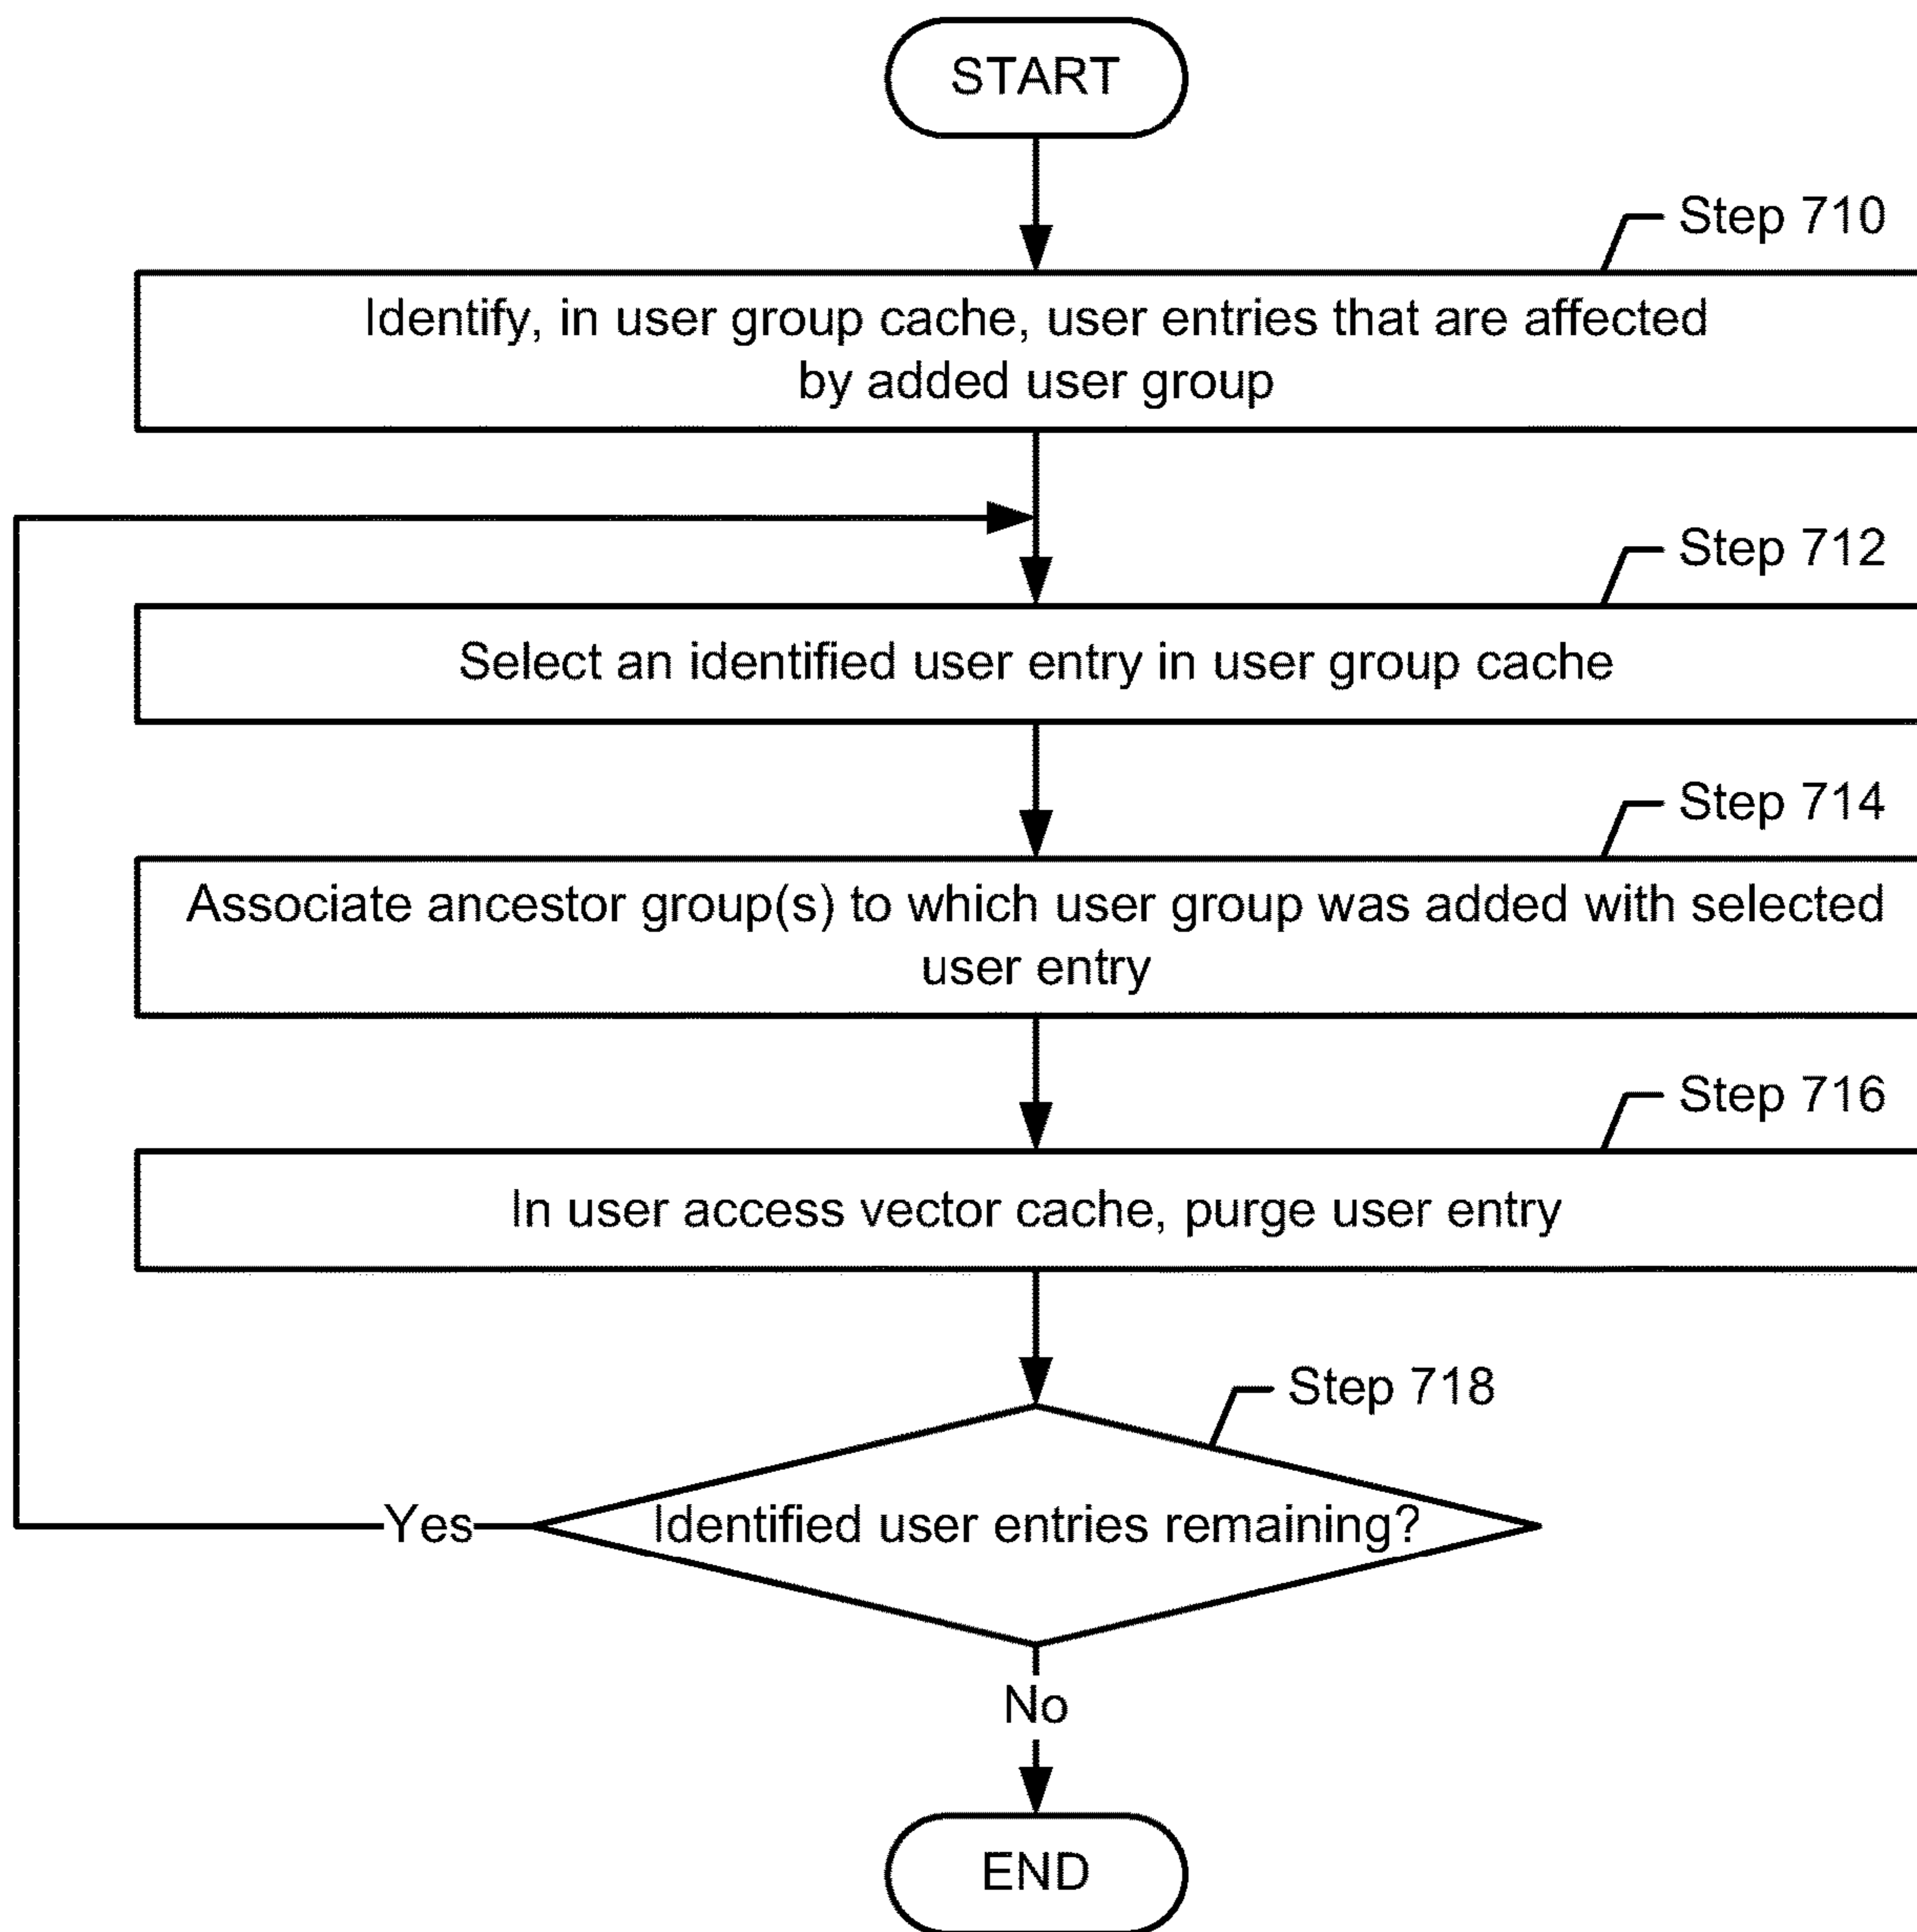 START
Step 710
Identify, in user group cache, user entries that are affected
by added user group
Step 712
Select an identified user entry in user group cache
Step 714
Associate ancestor group(s) to which user group was added with selected
user entry
Step 716
In user access vector cache, purge user entry
Step 718
Identified user entries remaining?
Yes
No
END